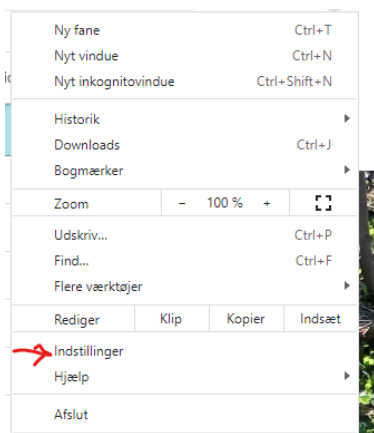 Ny fane Ctrl+T
Nyt vindue Ctrl+N
Nyt inkognitovindue Ctrl+Shift+N
Historik
Downloads Ctrl+J
Bogmærker
Zoom - 100 % +
Udskriv... Ctrl+P
Find... Ctrl+F
Flere værktøjer
Rediger Klip Kopier Indsæt
Indstillinger
Hjælp
Afslut